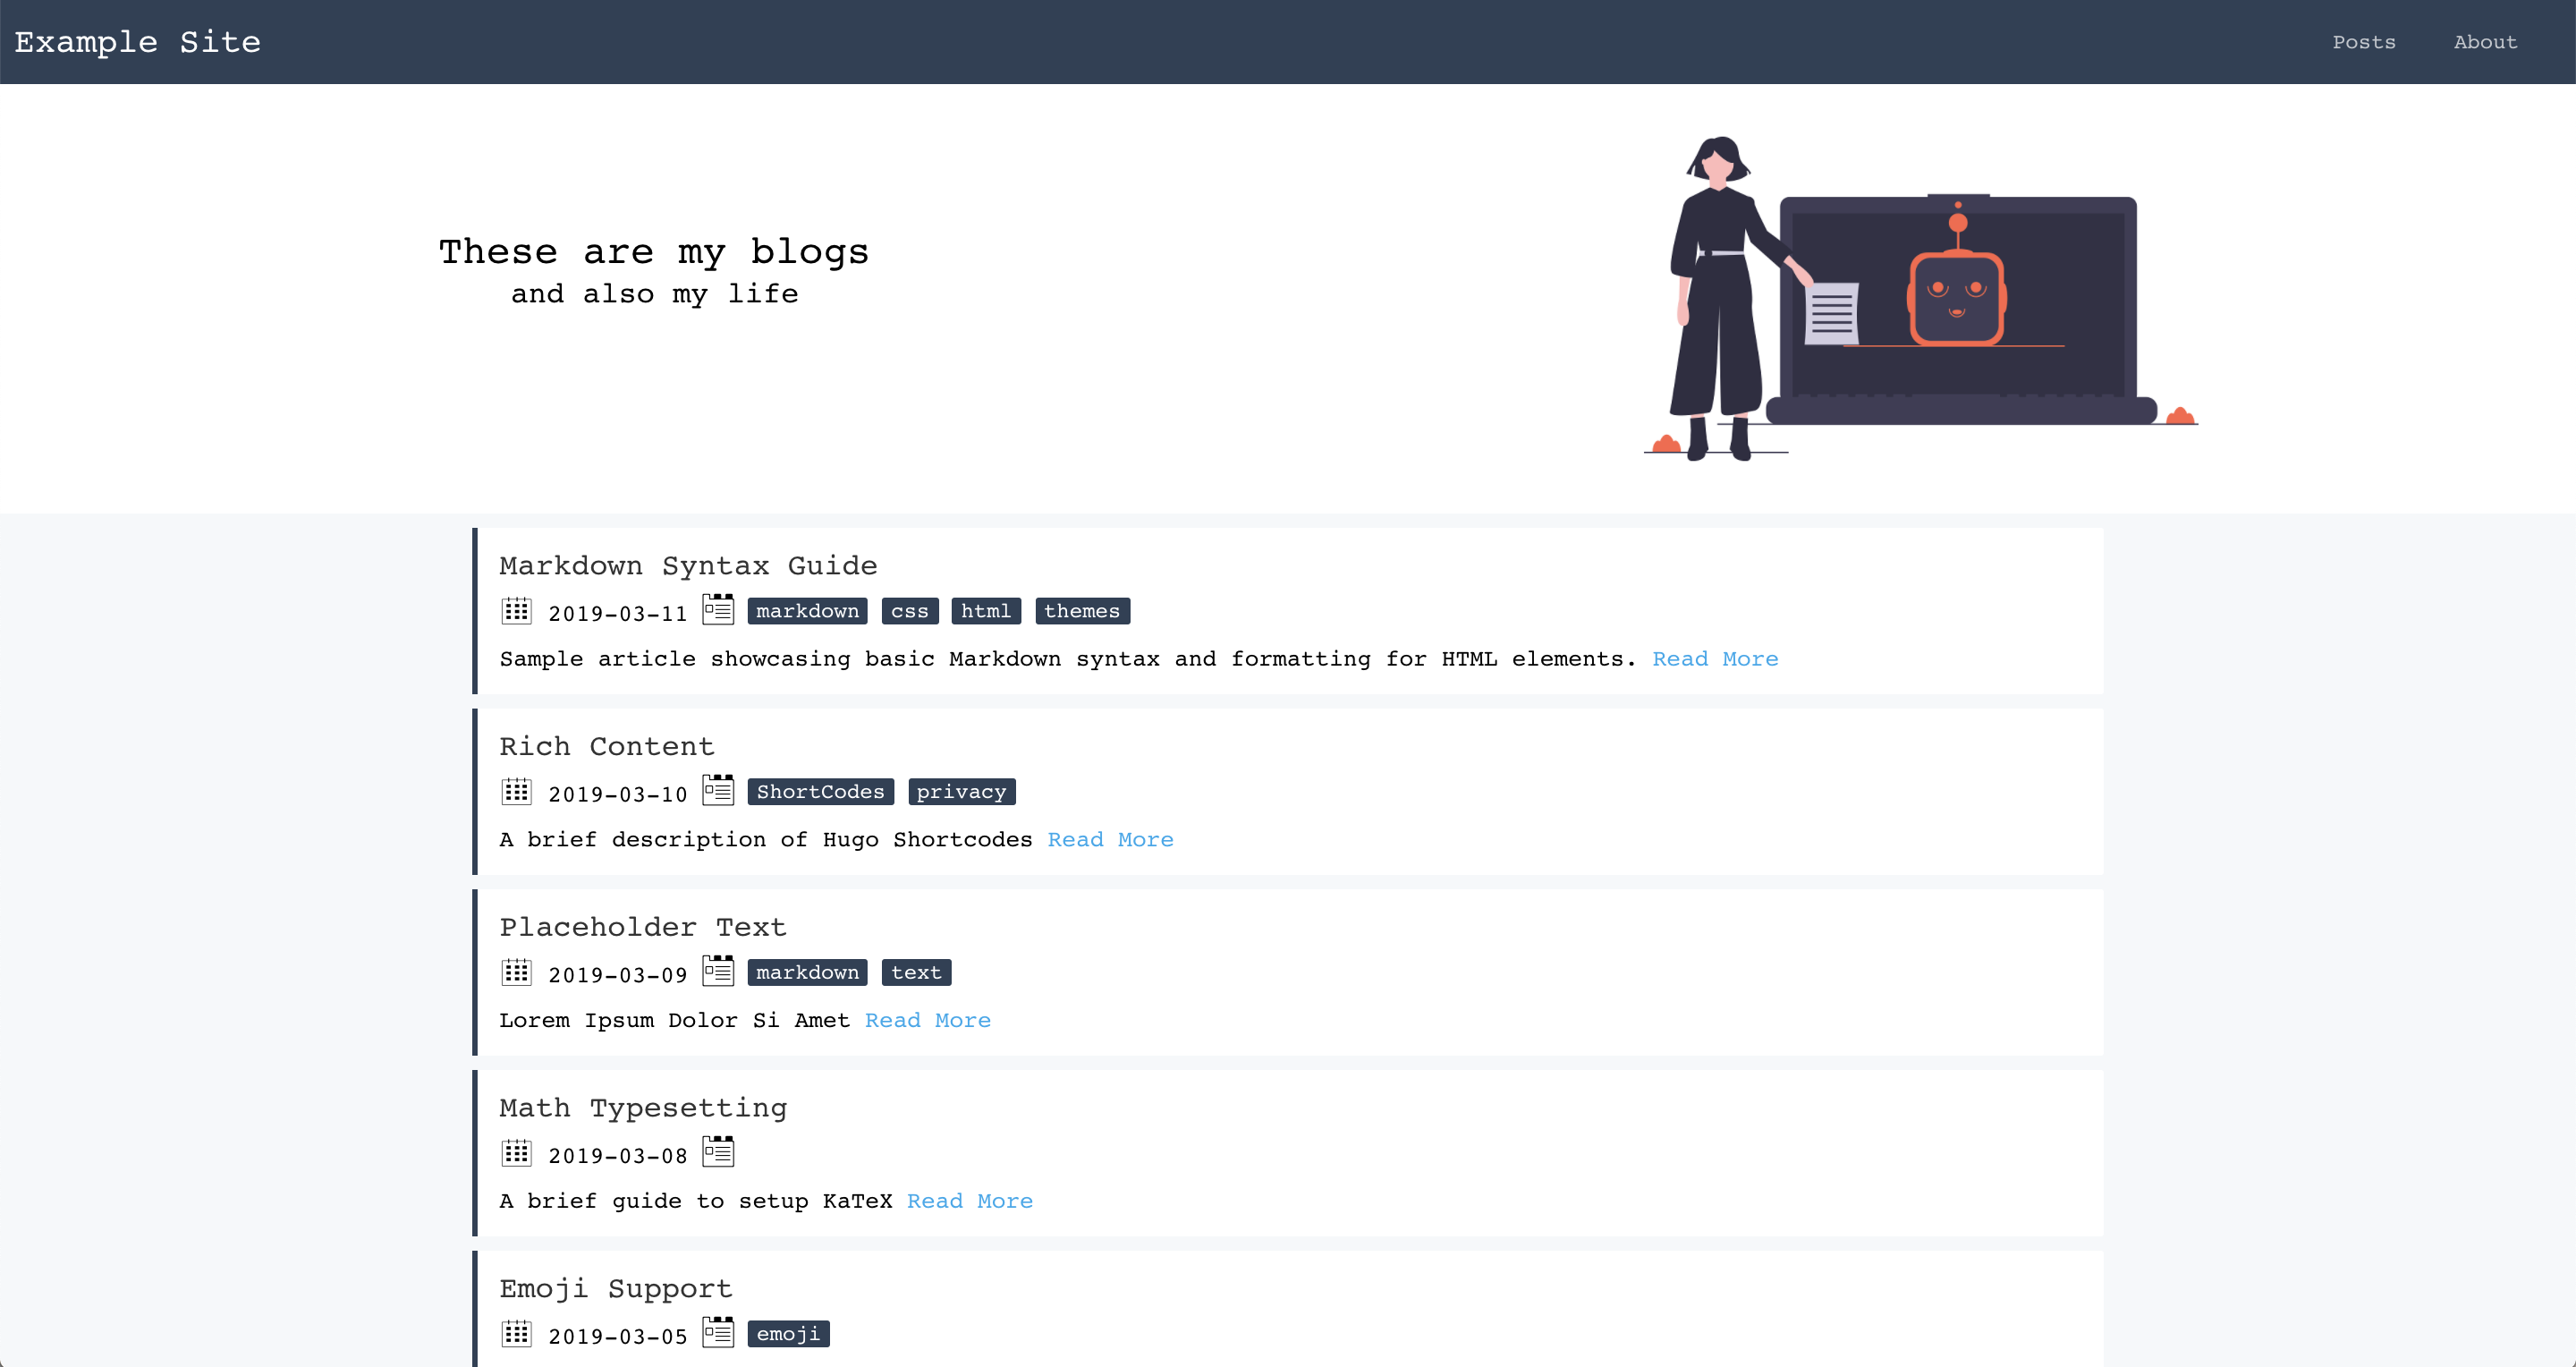 Example Site
Posts About
These are my blogs
and also my life
Markdown Syntax Guide
2019-03-11 markdown css html themes
Sample article showcasing basic Markdown syntax and formatting for HTML elements. Read More
Rich Content
2019-03-10 ShortCodes privacy
A brief description of Hugo Shortcodes Read More
Placeholder Text
2019-03-09 markdown text
Lorem Ipsum Dolor Si Amet Read More
Math Typesetting
2019-03-08
A brief guide to setup KaTeX Read More
Emoji Support
2019-03-05 emoji